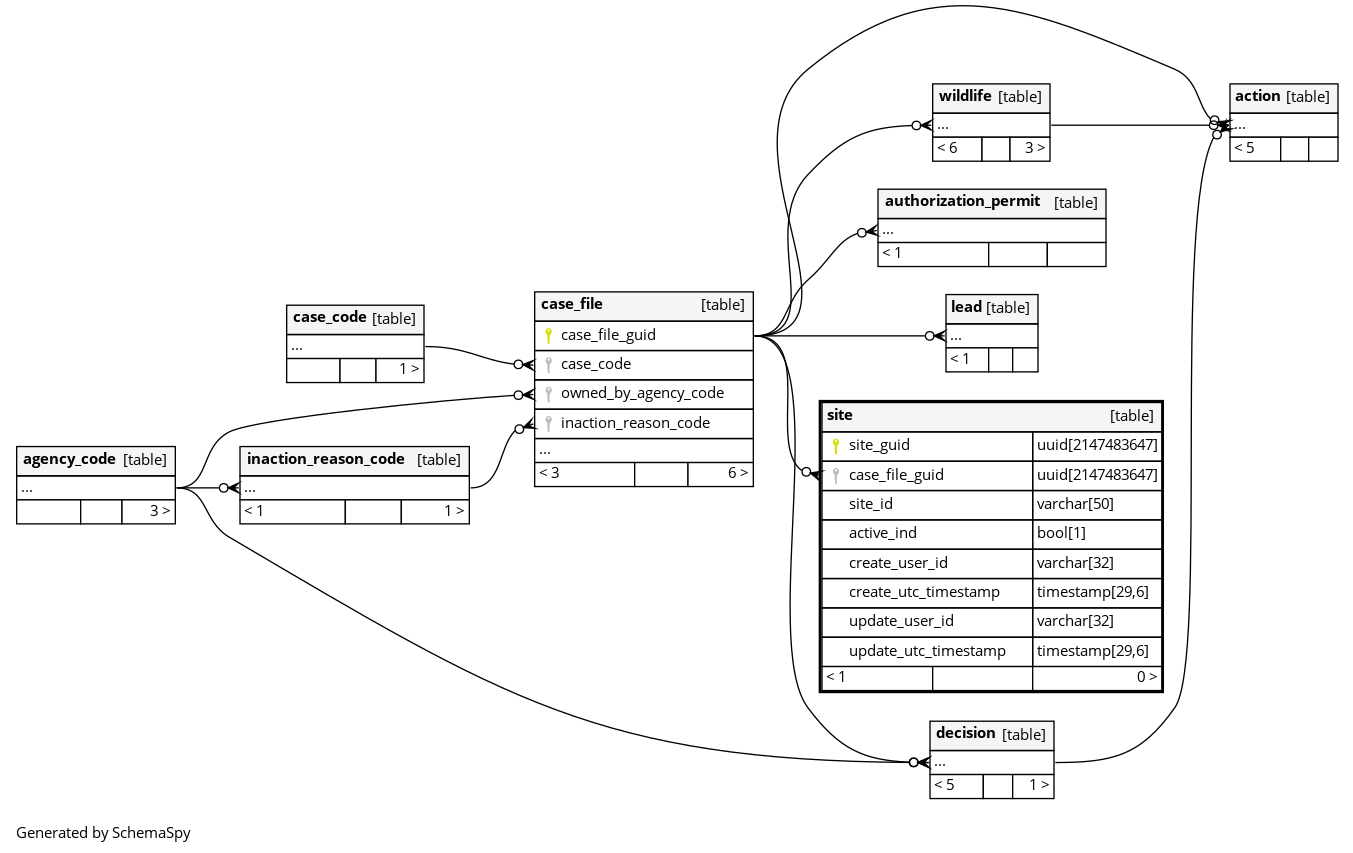 wildlife [table]
...
< 6 3 >
action [table]
...
< 5
authorization_permit [table]
...
< 1
case_code [table]
...
1 >
case_file [table]
case_file_guid
case_code
owned_by_agency_code
inaction_reason_code
...
< 3 6 >
lead [table]
...
< 1
agency_code [table]
...
3 >
inaction_reason_code [table]
...
< 1 1 >
site [table]
site_guid uuid[2147483647]
case_file_guid uuid[2147483647]
site_id varchar[50]
active_ind bool[1]
create_user_id varchar[32]
create_utc_timestamp timestamp[29,6]
update_user_id varchar[32]
update_utc_timestamp timestamp[29,6]
< 1 0 >
decision [table]
...
< 5 1 >
Generated by SchemaSpy